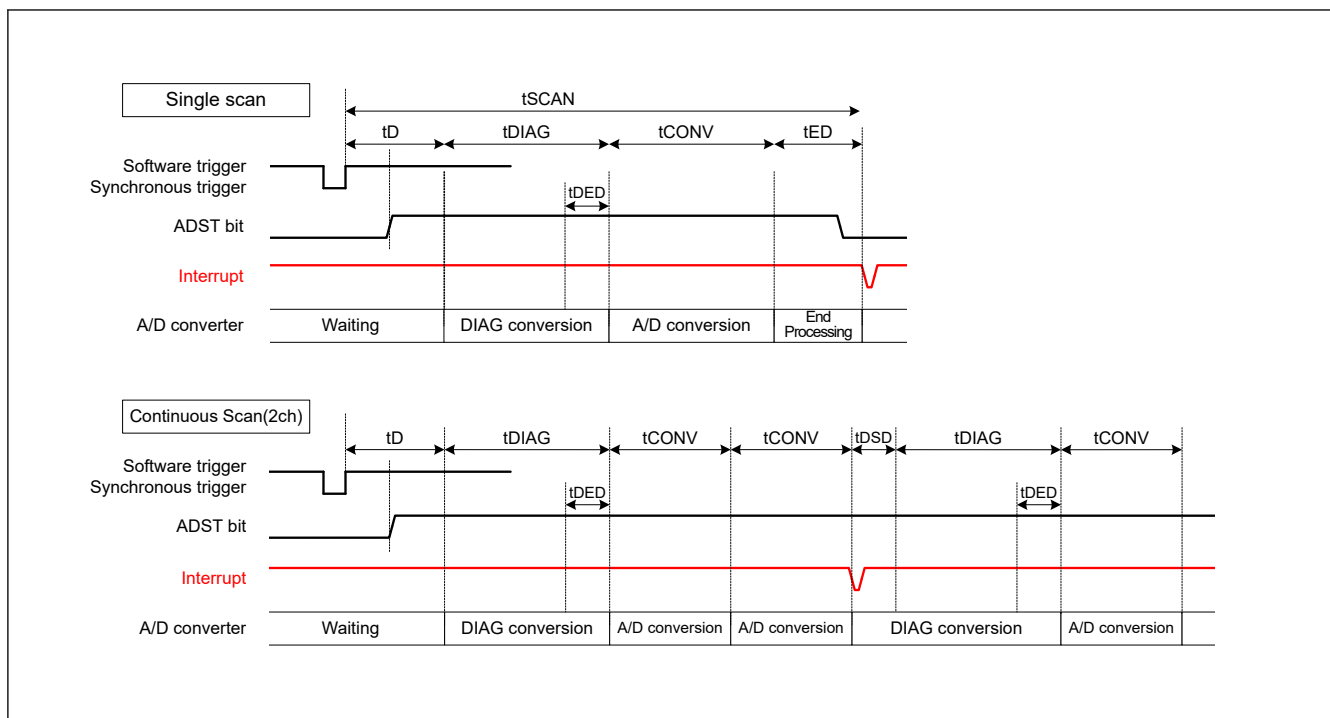 Single scan
tSCAN
tD tDIAG tCONV tED
Software trigger
Synchronous trigger
tDED
ADST bit
Interrupt
A/D converter Waiting DIAG conversion A/D conversion End
Processing
Continuous Scan(2ch)
tD tDIAG tCONV tCONV tDSD tDIAG tCONV
Software trigger
Synchronous trigger
tDED tDED
ADST bit
Interrupt
A/D converter Waiting DIAG conversion A/D conversion A/D conversion DIAG conversion A/D conversion